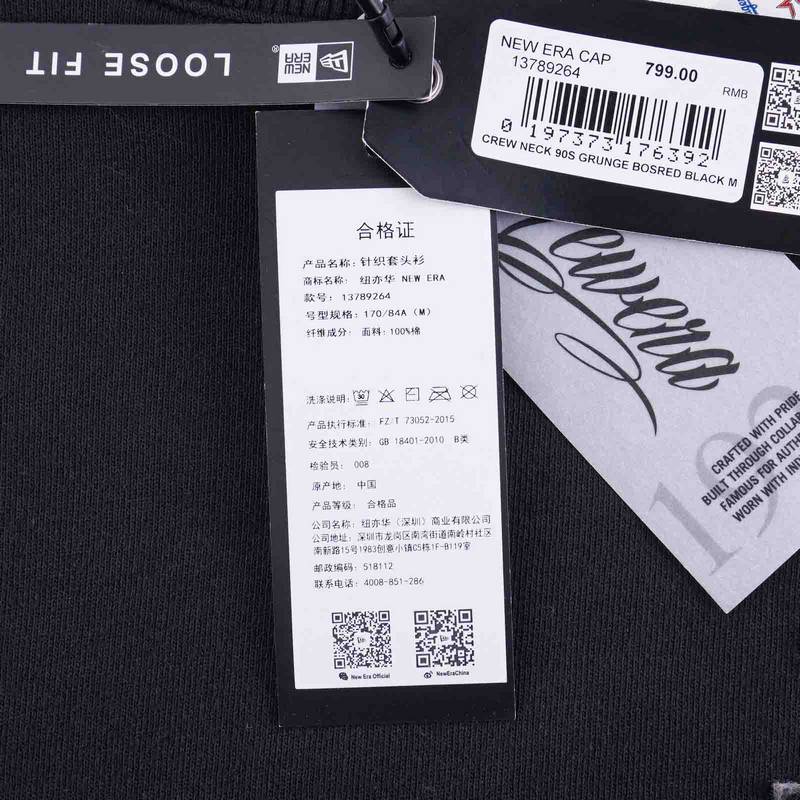 LOOSE FIT
NEW ERA
®
NEW ERA CAP
13789264
799.00
RMB
0 197373 176392
CREW NECK 90S GRUNGE BOSRED BLACK M
合格证
产品名称: 针织套头衫
商标名称: 纽亦华 NEW ERA
款号: 13789264
号型规格: 170/84A (M)
纤维成分: 面料: 100%棉
洗涤说明: 30
产品执行标准: FZ/T 73052-2015
安全技术类别: GB 18401-2010 B类
检验员: 008
原产地: 中国
产品等级: 合格品
公司名称: 纽亦华（深圳）商业有限公司
公司地址: 深圳市龙岗区南湾街道南岭村社区
南新路15号1983创意小镇C5栋1F-B119室
邮政编码: 518112
联系电话: 4008-851-286
New Era Official
NewEraChina
Newera
CRAFTED WITH PRIDE
BUILT THROUGH
FAMOUS FOR
WORN WITH